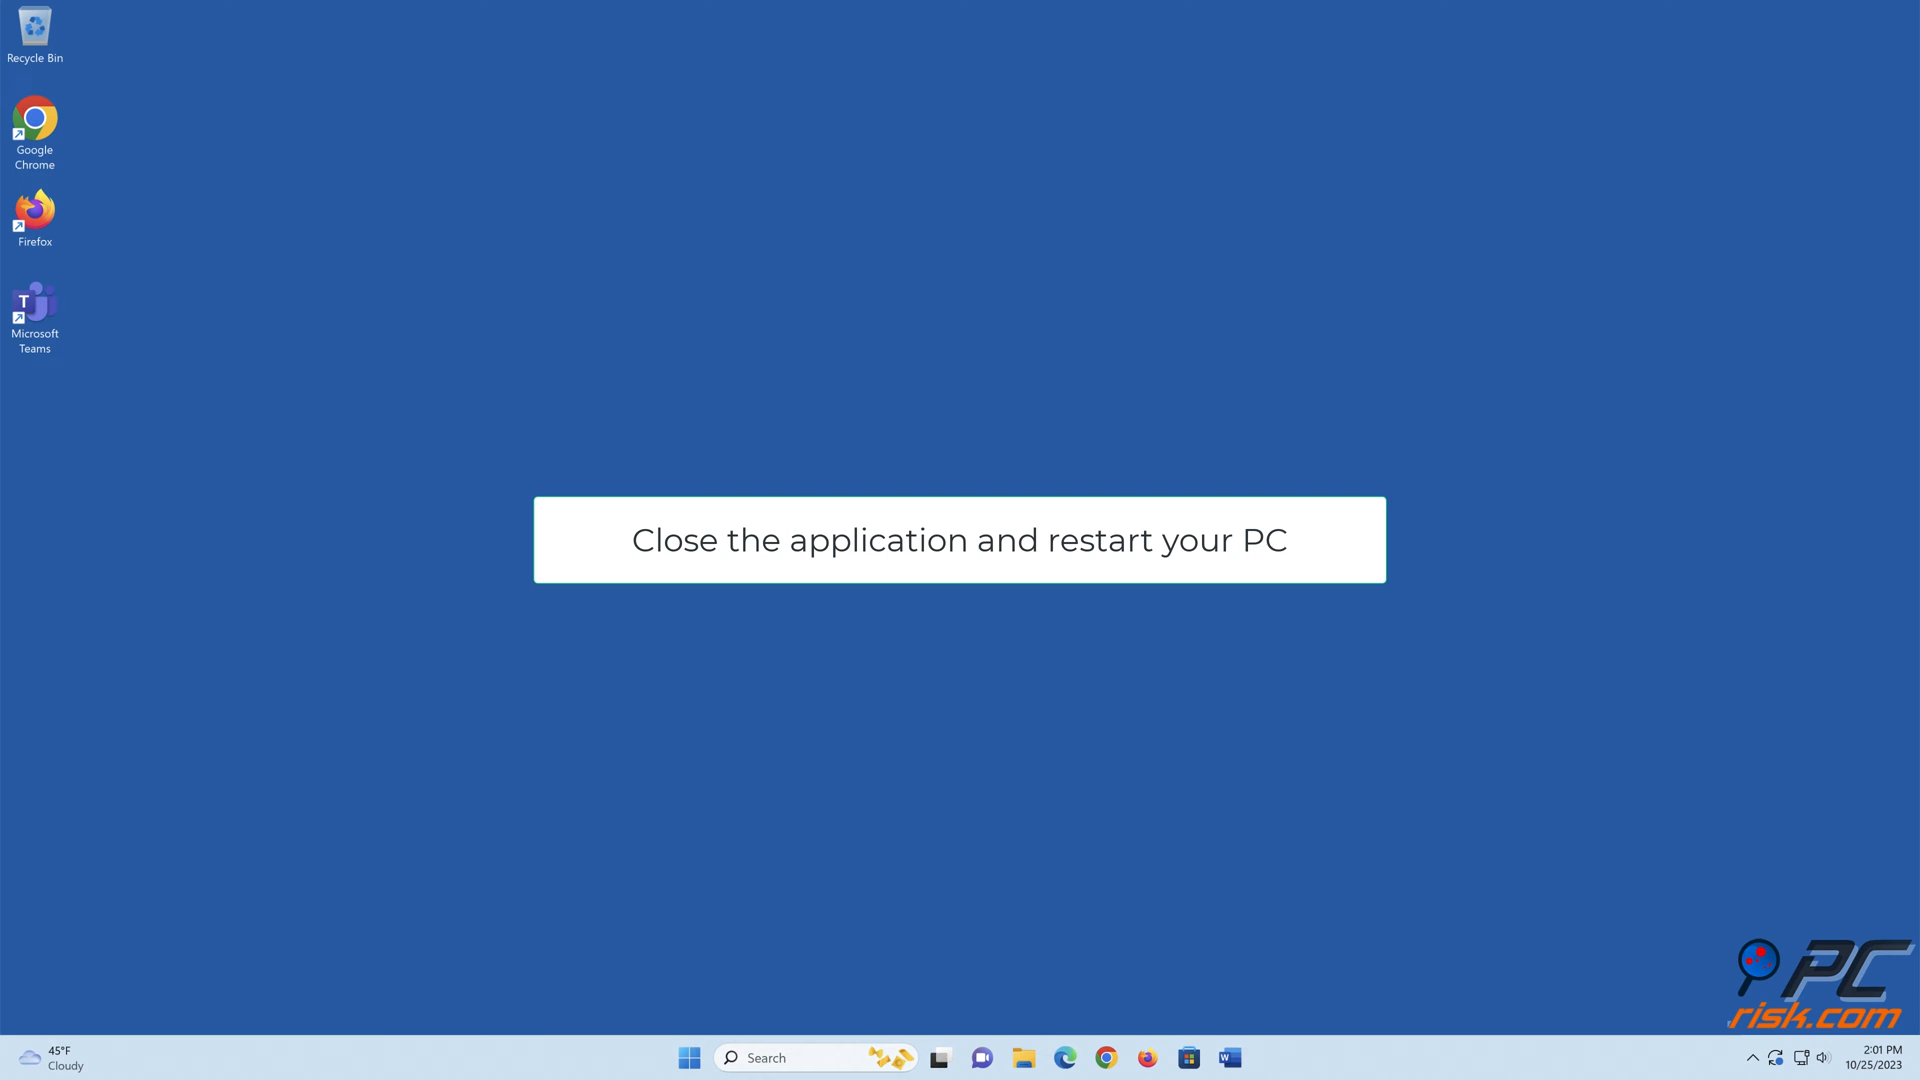 Recycle Bin
Google
Chrome
Firefox
T
Microsoft
Teams
Close the application and restart your PC
PC
risk.com
45°F
Cloudy
Search
W
2:01 PM
10/25/2023